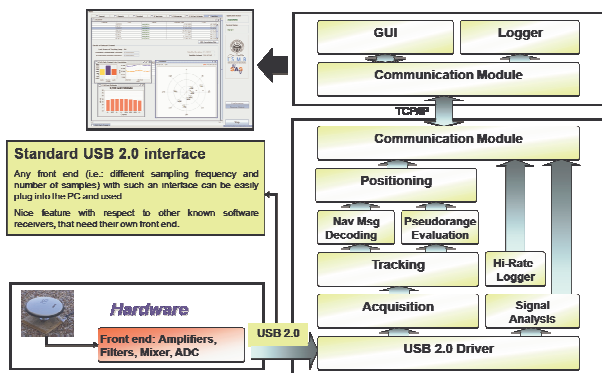 GUI
Logger
Communication Module
TCP/IP
Communication Module
Standard USB 2.0 interface
Any front end (i.e.: different sampling frequency and
number of samples) with such an interface can be easily
plug into the PC and used
Nice feature with respect to other known software
receivers, that need their own front end.
Positioning
Nav Msg
Decoding
Pseudorange
Evaluation
Tracking
Hi-Rate
Logger
Acquisition
Signal
Analysis
Hardware
Front end: Amplifiers,
Filters, Mixer, ADC
USB 2.0
USB 2.0 Driver